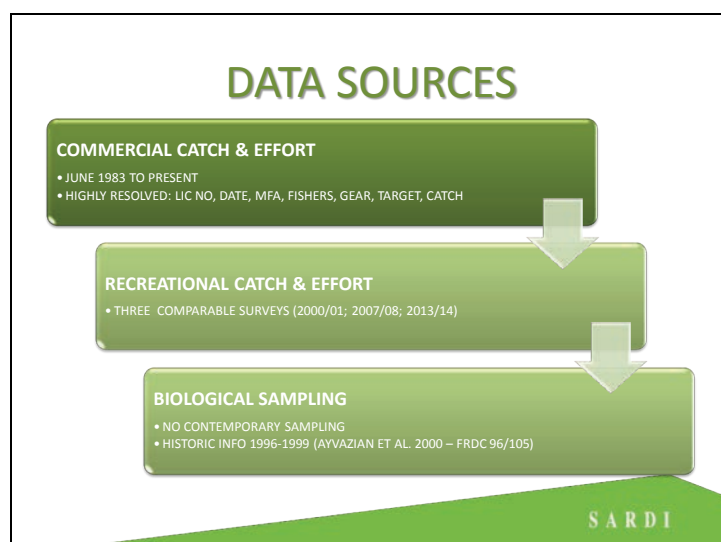 DATA SOURCES
COMMERCIAL CATCH & EFFORT
• JUNE 1983 TO PRESENT
• HIGHLY RESOLVED: LIC NO, DATE, MFA, FISHERS, GEAR, TARGET, CATCH
RECREATIONAL CATCH & EFFORT
• THREE COMPARABLE SURVEYS (2000/01; 2007/08; 2013/14)
BIOLOGICAL SAMPLING
• NO CONTEMPORARY SAMPLING
• HISTORIC INFO 1996-1999 (AYVAZIAN ET AL. 2000 – FRDC 96/105)
SARDI